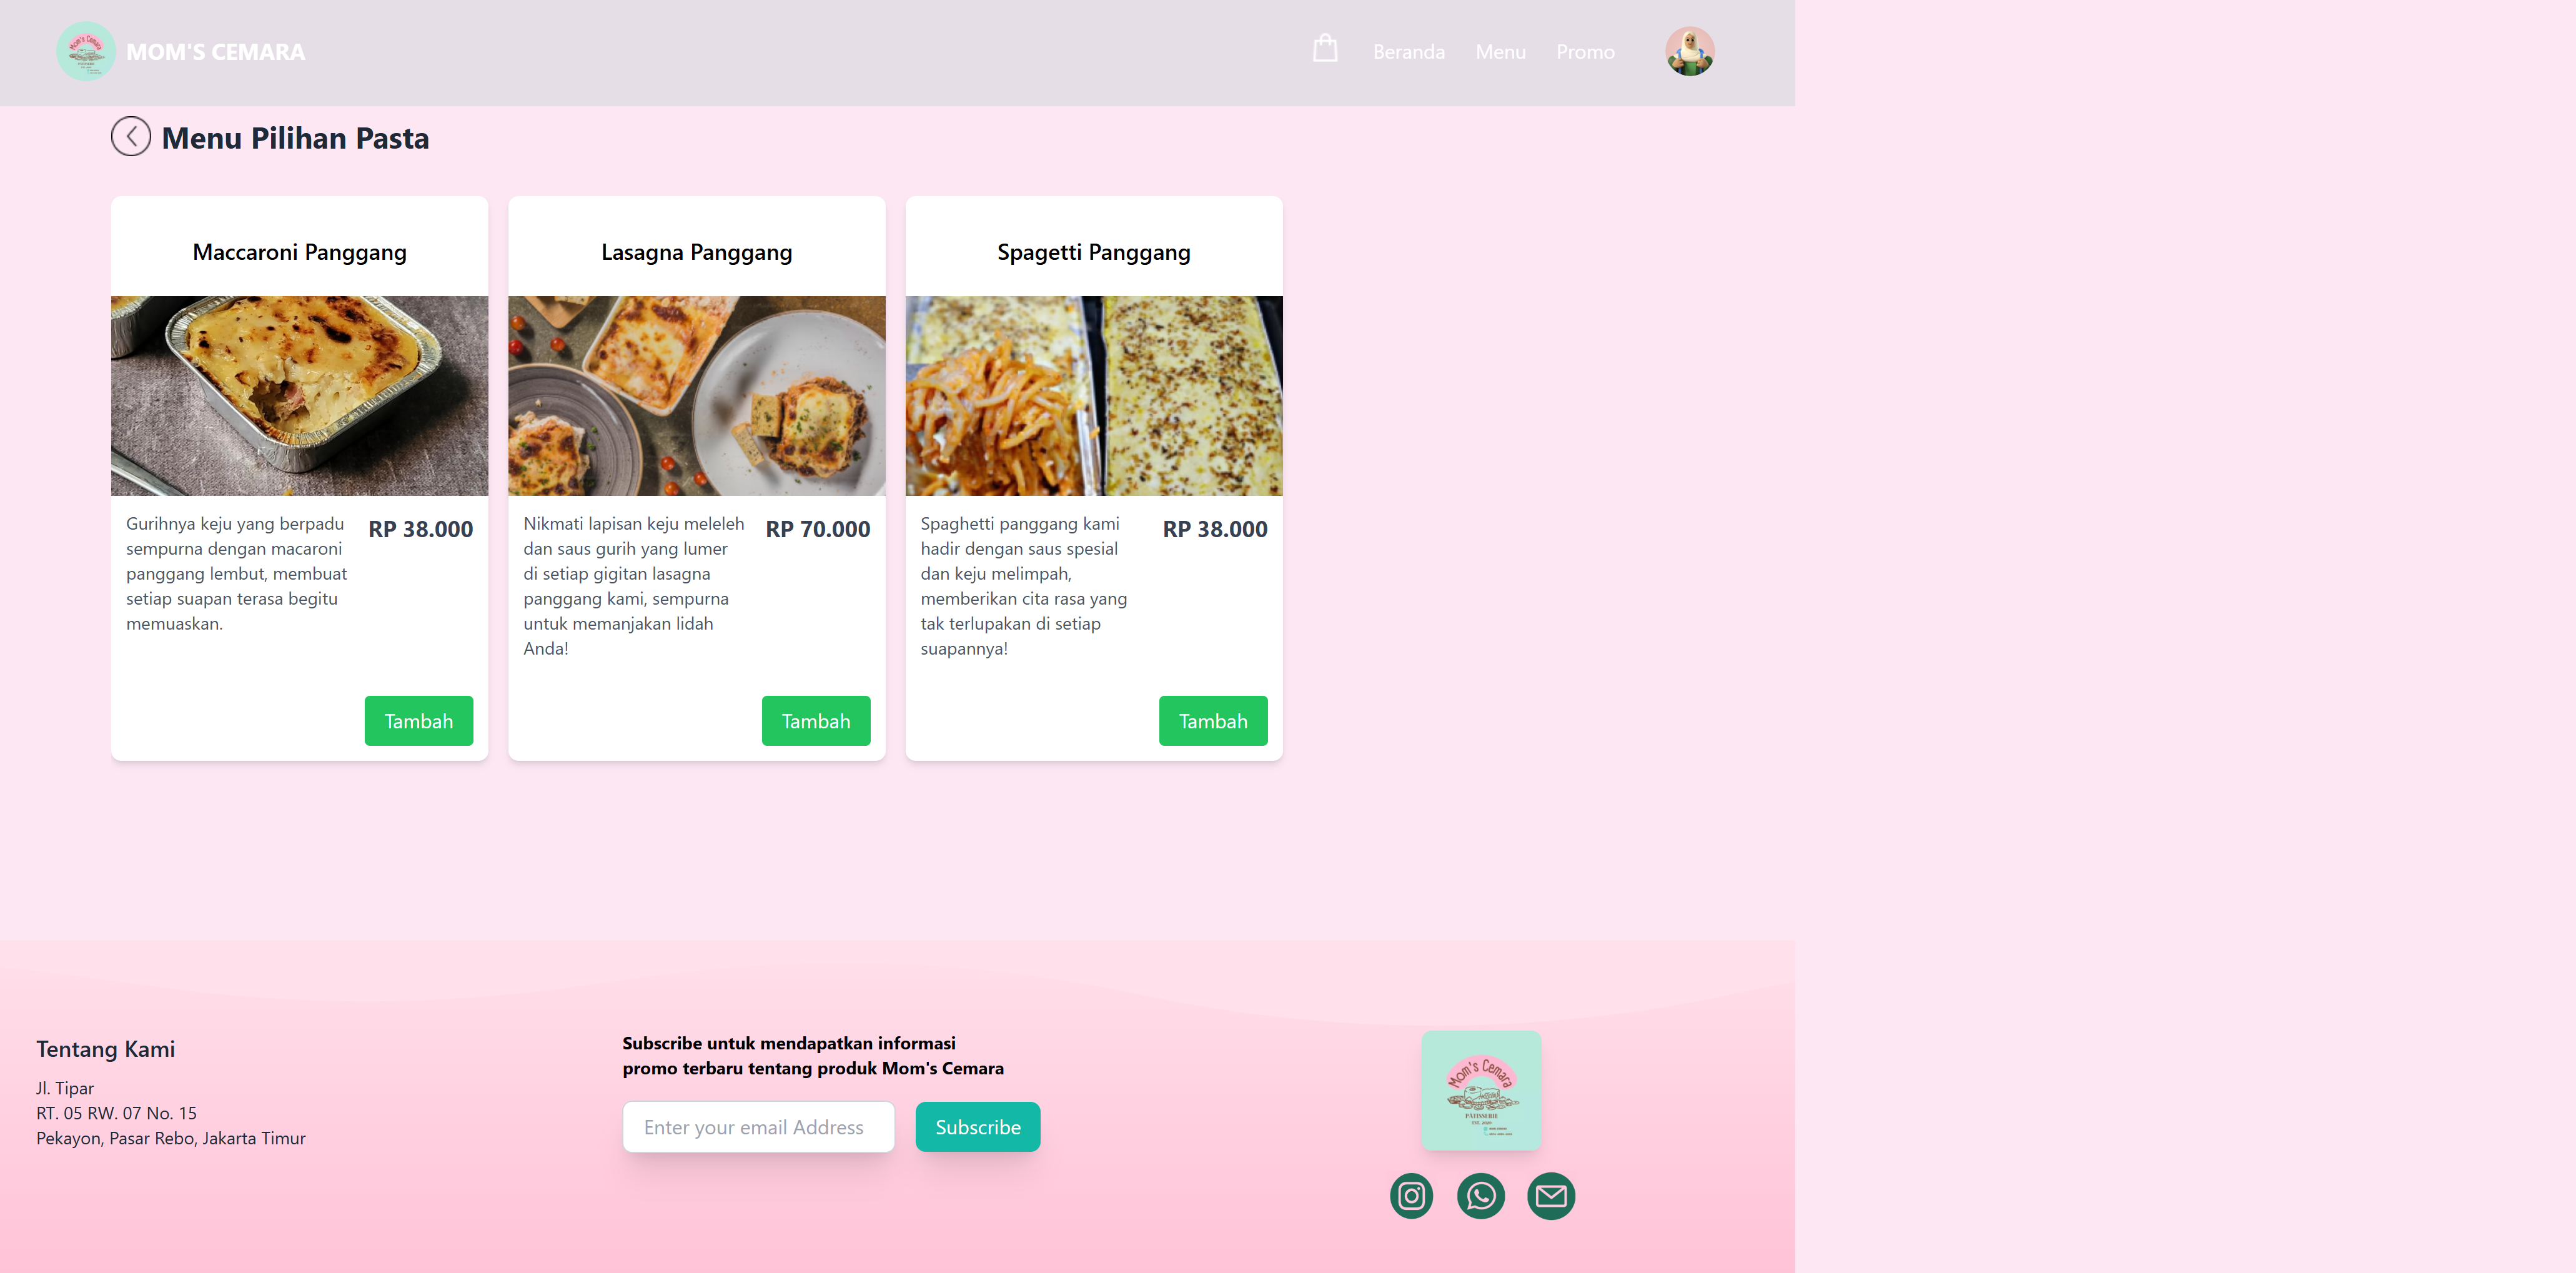 MOM'S CEMARA
Beranda
Menu
Promo
Menu Pilihan Pasta
Maccaroni Panggang
Gurihnya keju yang berpadu
sempurna dengan macaroni
panggang lembut, membuat
setiap suapan terasa begitu
memuaskan.
RP 38.000
Tambah
Lasagna Panggang
Nikmati lapisan keju meleleh
dan saus gurih yang lumer
di setiap gigitan lasagna
panggang kami, sempurna
untuk memanjakan lidah
Anda!
RP 70.000
Tambah
Spagetti Panggang
Spaghetti panggang kami
hadir dengan saus spesial
dan keju melimpah,
memberikan cita rasa yang
tak terlupakan di setiap
suapannya!
RP 38.000
Tambah
Tentang Kami
Jl. Tipar
RT. 05 RW. 07 No. 15
Pekayon, Pasar Rebo, Jakarta Timur
Subscribe untuk mendapatkan informasi
promo terbaru tentang produk Mom's Cemara
Enter your email Address
Subscribe
Mom's Cemara
PATISSERIE